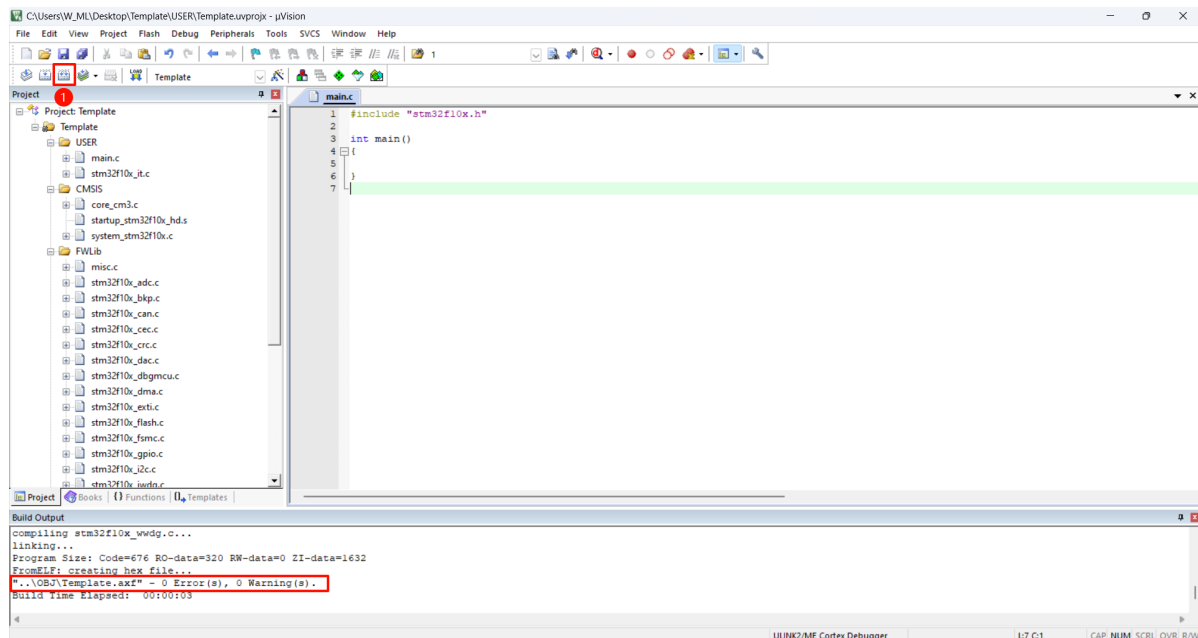 C:\Users\W_ML\Desktop\Template\USER\Template.uvprojx - µVision
File Edit View Project Flash Debug Peripherals Tools SVCS Window Help
1
LOAD
Template
Project
1
main.c
Project: Template
Template
USER
main.c
stm32f10x_it.c
CMSIS
core_cm3.c
startup_stm32f10x_hd.s
system_stm32f10x.c
FWLib
misc.c
stm32f10x_adc.c
stm32f10x_bkp.c
stm32f10x_can.c
stm32f10x_cec.c
stm32f10x_crc.c
stm32f10x_dac.c
stm32f10x_dbgmcu.c
stm32f10x_dma.c
stm32f10x_exti.c
stm32f10x_flash.c
stm32f10x_fsmc.c
stm32f10x_gpio.c
stm32f10x_i2c.c
stm32f10x_iwdg.c
1 #include "stm32f10x.h"
2
3 int main()
4 {
5
6 }
7
Project Books Functions Templates
Build Output
compiling stm32f10x_wwdg.c...
linking...
Program Size: Code=676 RO-data=320 RW-data=0 ZI-data=1632
FromELF: creating hex file...
"..\OBJ\Template.axf" - 0 Error(s), 0 Warning(s).
Build Time Elapsed: 00:00:03
ULINK2/ME Cortex Debugger L:7 C:1 CAP NUM SCRL OVR R/W